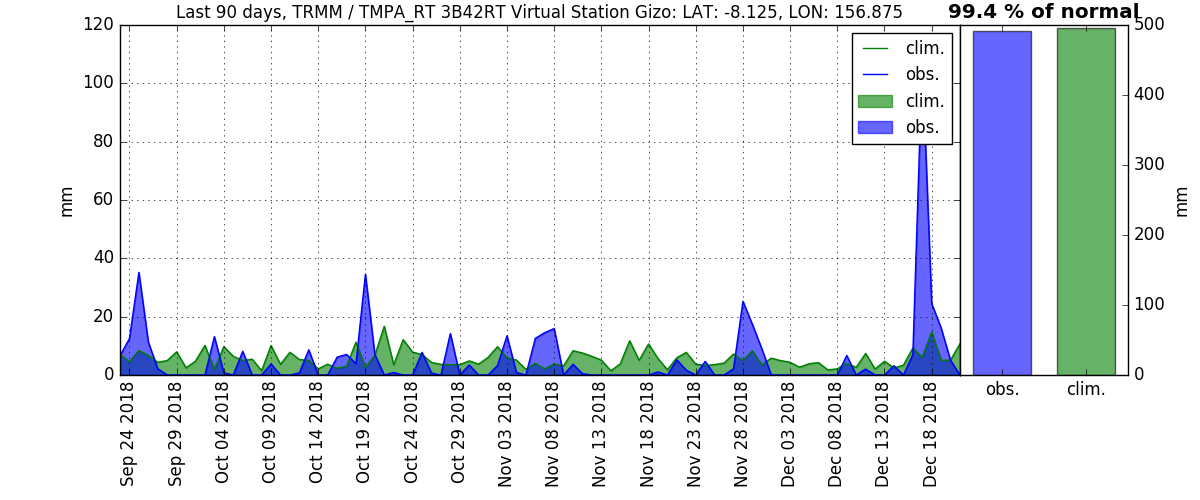 Last 90 days, TRMM / TMPA_RT 3B42RT Virtual Station Gizo: LAT: -8.125, LON: 156.875
99.4 % of normal
120
100
80
60
40
20
0
mm
clim.
obs.
clim.
obs.
Sep 24 2018
Sep 29 2018
Oct 04 2018
Oct 09 2018
Oct 14 2018
Oct 19 2018
Oct 24 2018
Oct 29 2018
Nov 03 2018
Nov 08 2018
Nov 13 2018
Nov 18 2018
Nov 23 2018
Nov 28 2018
Dec 03 2018
Dec 08 2018
Dec 13 2018
Dec 18 2018
500
400
300
200
100
0
mm
obs.
clim.